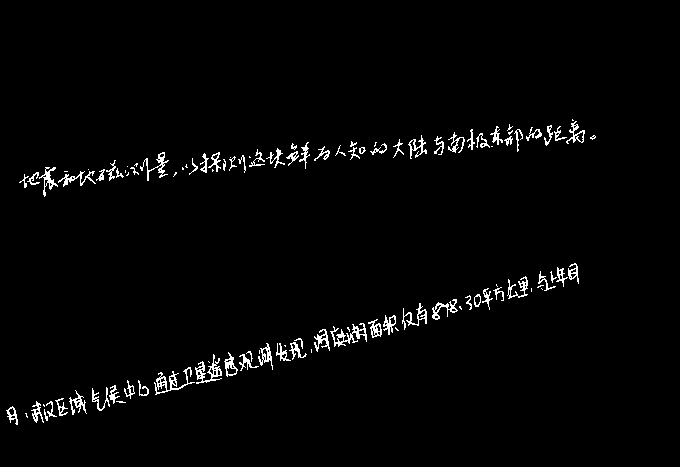 地震和地磁测量,以探测这块鲜为人知的大陆与南极东部的距离。
月,武汉区域气候中心通过卫星遥感观测发现,洞庭湖面积仅有898.30平方公里,与上年同